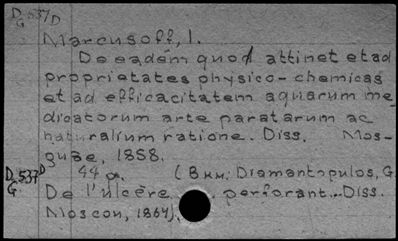 D 537 D
G
Marcusoff, I.
De eadem quod attinet et ad
proprietates physico-chemicas
et ad efficacitatem aquarum me-
dicatorum arte paratarum ac
naturalium ratione. Diss. Mos-
quae, 1858.
D 537 D 44 p. (Вкл: Diamantopulos, G.
G De l'ulcère perforant... Diss.
Moscou, 1864).